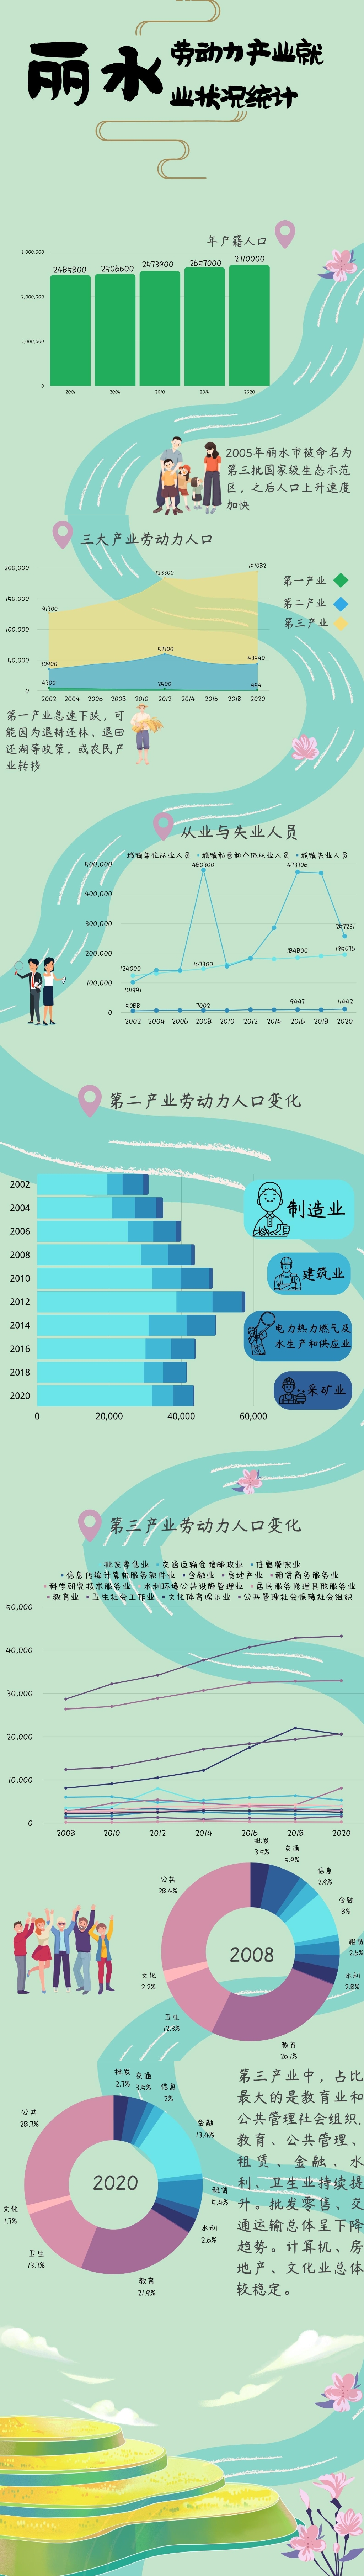 丽水
劳动力产业就
业状况统计
年户籍人口
3,000,000
2485800
2506600
2573900
2657000
2710000
2,000,000
1,000,000
0
2020
2005年丽水市被命名为
第三批国家级生态示范
区，之后人口上升速度
加快
三大产业劳动力人口
200,000
123300
91300
第一产业
150,000
第二产业
100,000
第三产业
57700
50,000
30900
43540
4300
2500
0
2002 2004 2006 2008 2010 2012 2014 2016 2018 2020
第一产业急速下跌，可
能因为退耕还林、退田
还湖等政策，或农民产
业转移
从业与失业人员
城镇单位从业人员 城镇私营和个体从业人员 城镇失业人员
500,000
480300
473706
400,000
300,000
257231
200,000
184800
195076
147300
124000
100,000
101991
5088
7002
9447
11442
0
2002 2004 2006 2008 2010 2012 2014 2016 2018 2020
第二产业劳动力人口变化
2002
2004
2006
2008
2010
2012
2014
2016
2018
2020
0 20,000 40,000 60,000
制造业
建筑业
电力热力燃气及
水生产和供应业
采矿业
第三产业劳动力人口变化
批发零售业 交通运输仓储邮政业 住宿餐饮业
信息传输计算机服务软件业 金融业 房地产业 租赁商务服务业
科学研究技术服务业 水利环境公共设施管理业 居民服务修理其他服务业
教育业 卫生社会工作业 文化体育娱乐业 公共管理社会保障社会组织
50,000
40,000
30,000
20,000
10,000
0
2008 2010 2012 2014 2016 2018 2020
2008
批发
3.5%
交通
5.9%
信息
2.9%
金融
8%
租赁
2.6%
水利
2.8%
教育
26.1%
卫生
12.3%
文化
2.2%
公共
28.4%
2020
批发
2.7%
交通
3.5%
信息
2%
金融
13.4%
租赁
5.4%
水利
2.6%
教育
21.9%
卫生
13.7%
文化
1.7%
公共
28.7%
第三产业中，占比
最大的是教育业和
公共管理社会组织.
教育、公共管理、
租赁、金融、水
利、卫生业持续提
升。批发零售、交
通运输总体呈下降
趋势。计算机、房
地产、文化业总体
较稳定。